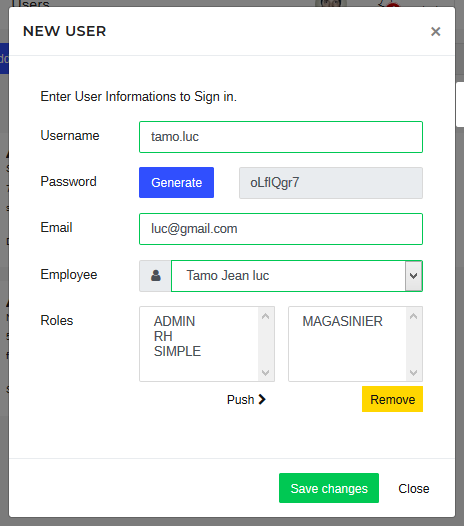 Users
NEW USER ×
Enter User Informations to Sign in.
Username tamo.luc
Password Generate oLflQgr7
Email luc@gmail.com
Employee Tamo Jean luc
Roles
ADMIN MAGASINIER
RH
SIMPLE
Push Remove
Save changes Close